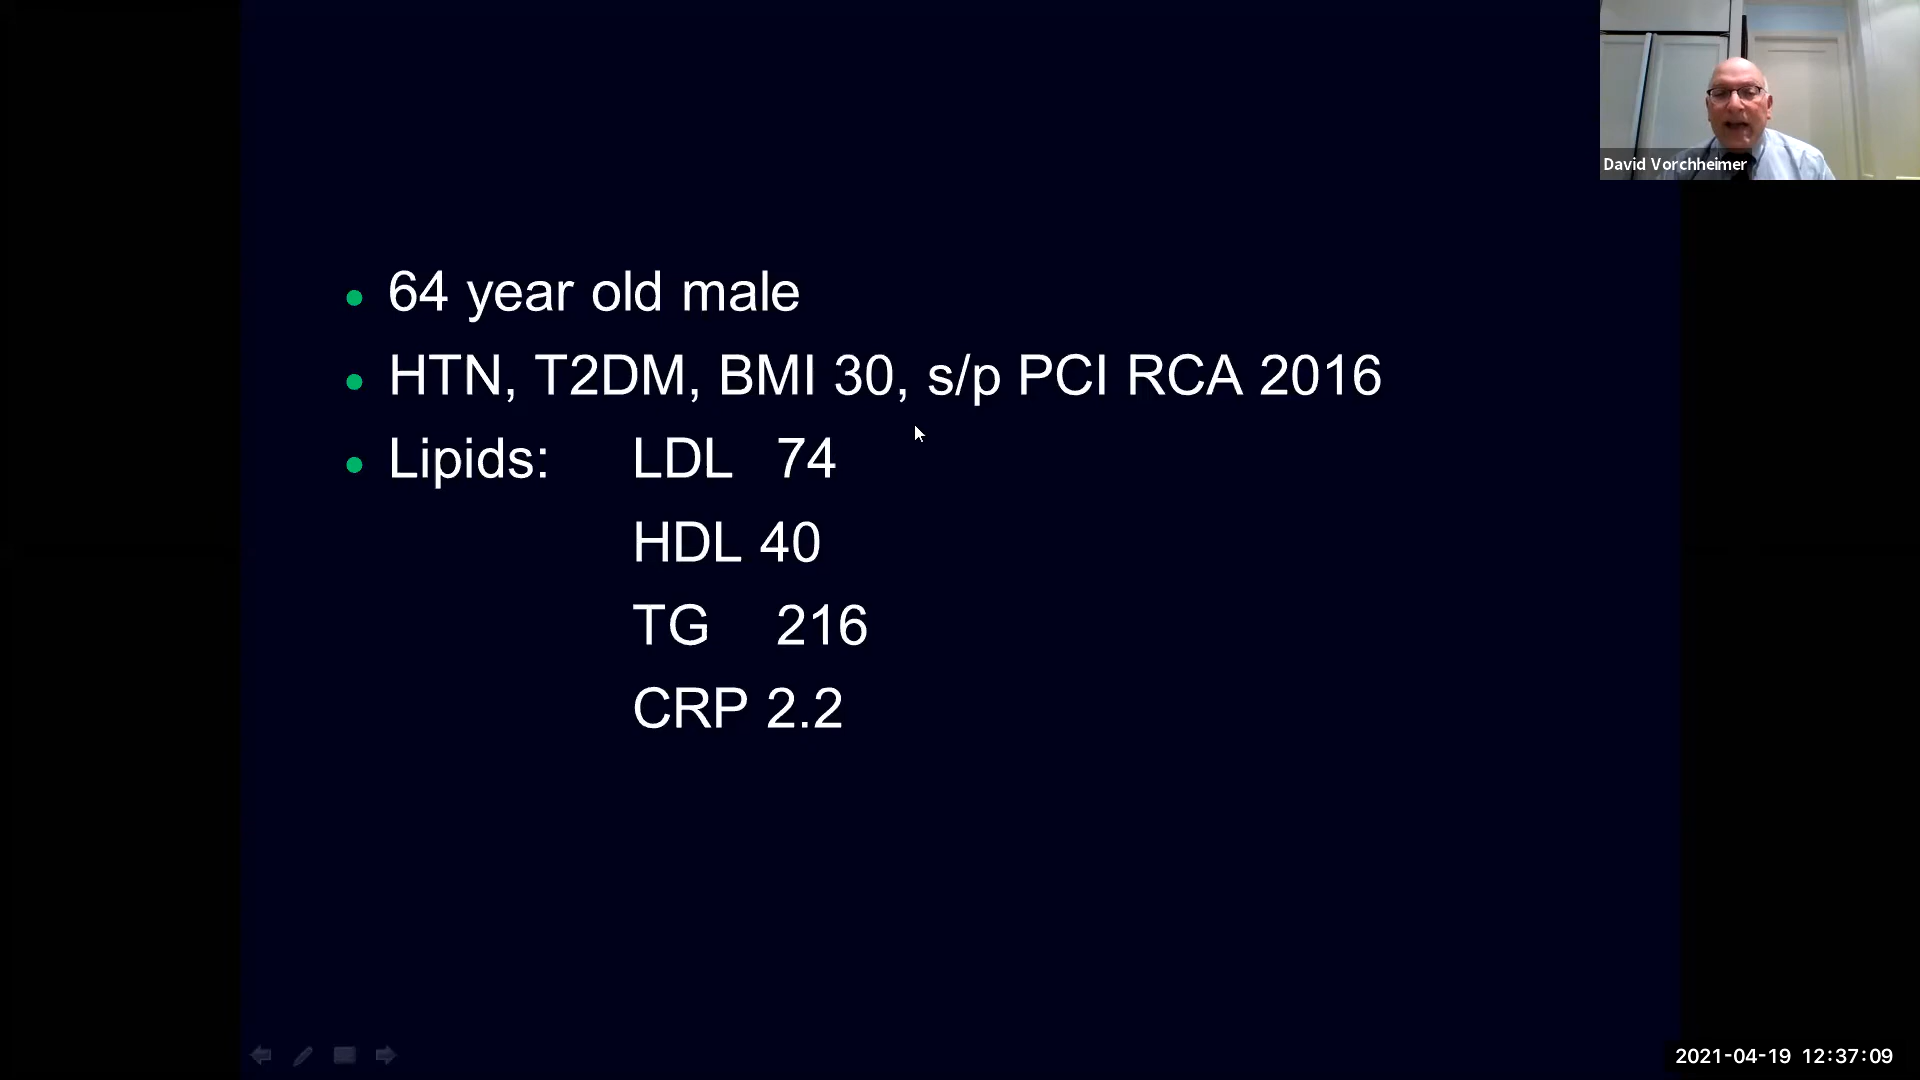 David Vorchheimer
• 64 year old male
• HTN, T2DM, BMI 30, s/p PCI RCA 2016
• Lipids: LDL 74
HDL 40
TG 216
CRP 2.2
2021-04-19 12:37:09